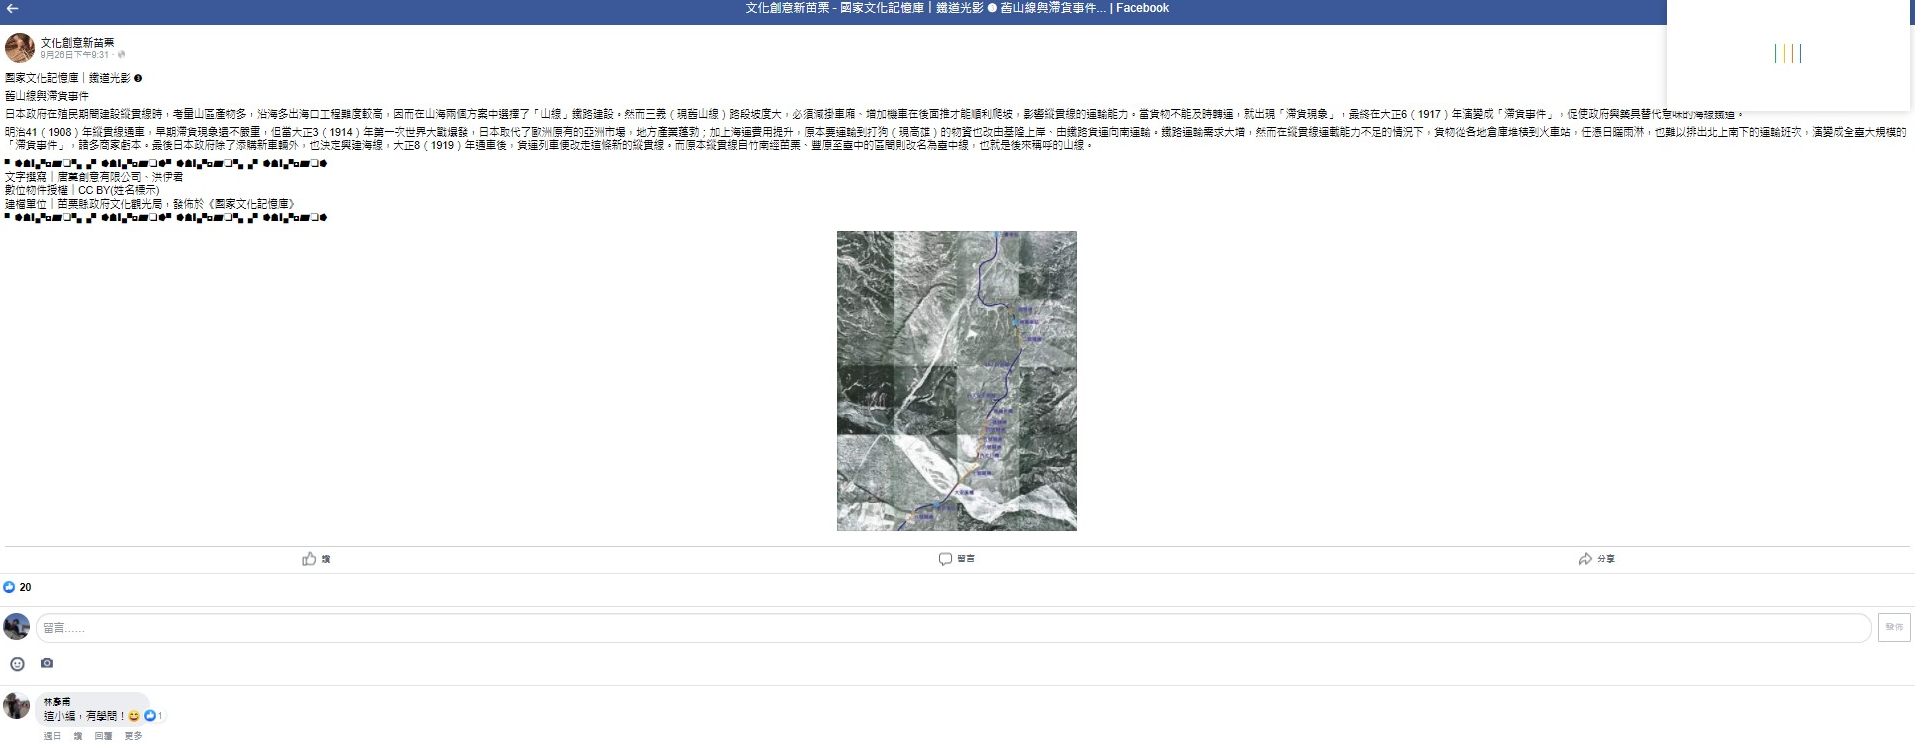 文化創意新苗栗 - 國家文化記憶庫｜鐵道光影 ❸ 舊山線與滯貨事件... | Facebook
文化創意新苗栗
9月26日下午9:31 ·
國家文化記憶庫｜鐵道光影 ❸
舊山線與滯貨事件
日本政府在殖民期間建設縱貫線時，考量山區產物多，沿海多出海口工程難度較高，因而在山海兩個方案中選擇了「山線」鐵路建設。然而三義（現舊山線）路段坡度大，必須減掛車廂、增加機車在後面推才能順利爬坡，影響縱貫線的運輸能力。當貨物不能及時轉運，就出現「滯貨現象」，最終在大正6（1917）年演變成「滯貨事件」，促使政府興築具替代意味的海線鐵道。
明治41（1908）年縱貫線通車，早期滯貨現象還不嚴重，但當大正3（1914）年第一次世界大戰爆發，日本取代了歐洲原有的亞洲市場，地方產業蓬勃；加上海運費用提升，原本要運輸到打狗（現高雄）的物資也改由基隆上岸、由鐵路貨運向南運輸。鐵路運輸需求大增，然而在縱貫線運載能力不足的情況下，貨物從各地倉庫堆積到火車站，任憑日曬雨淋，也難以排出北上南下的運輸班次，演變成全臺大規模的
「滯貨事件」，諸多商家虧本。最後日本政府除了添購新車輛外，也決定興建海線，大正8（1919）年通車後，貨運列車便改走這條新的縱貫線。而原本縱貫線自竹南經苗栗、豐原至臺中的區間則改名為臺中線，也就是後來稱呼的山線。
文字撰寫｜唐萬創意有限公司、洪伊君
數位物件授權｜CC BY(姓名標示)
建檔單位｜苗栗縣政府文化觀光局，發佈於《國家文化記憶庫》
讚
留言
分享
20
留言......
發佈
林彥甫
這小編，有學問！😄 1
週日 讚 回覆 更多